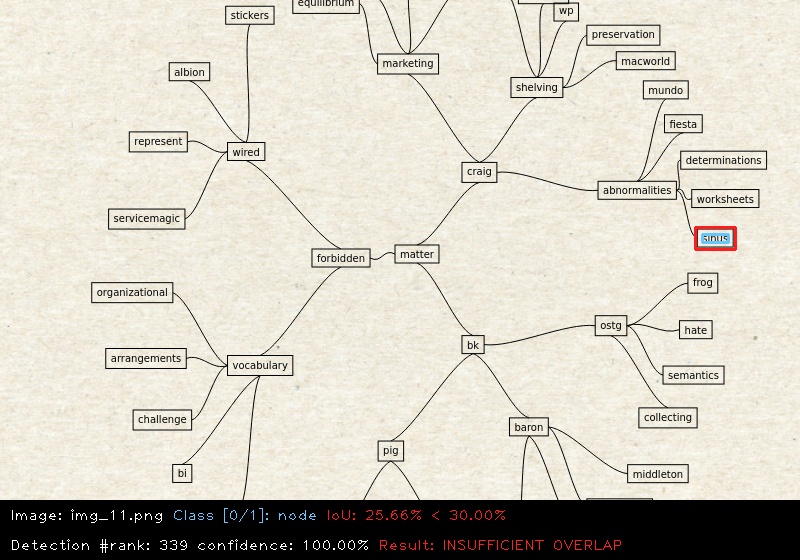 equilibrium
stickers
wp
preservation
marketing
macworld
albion
shelving
mundo
fiesta
represent
wired
determinations
craig
abnormalities
worksheets
servicemagic
sinus
forbidden
matter
frog
organizational
ostg
hate
bk
arrangements
vocabulary
semantics
challenge
collecting
baron
pig
bi
middleton
Image: img_11.png Class [0/1]: node IoU: 25.66% < 30.00%
Detection #rank: 339 confidence: 100.00% Result: INSUFFICIENT OVERLAP